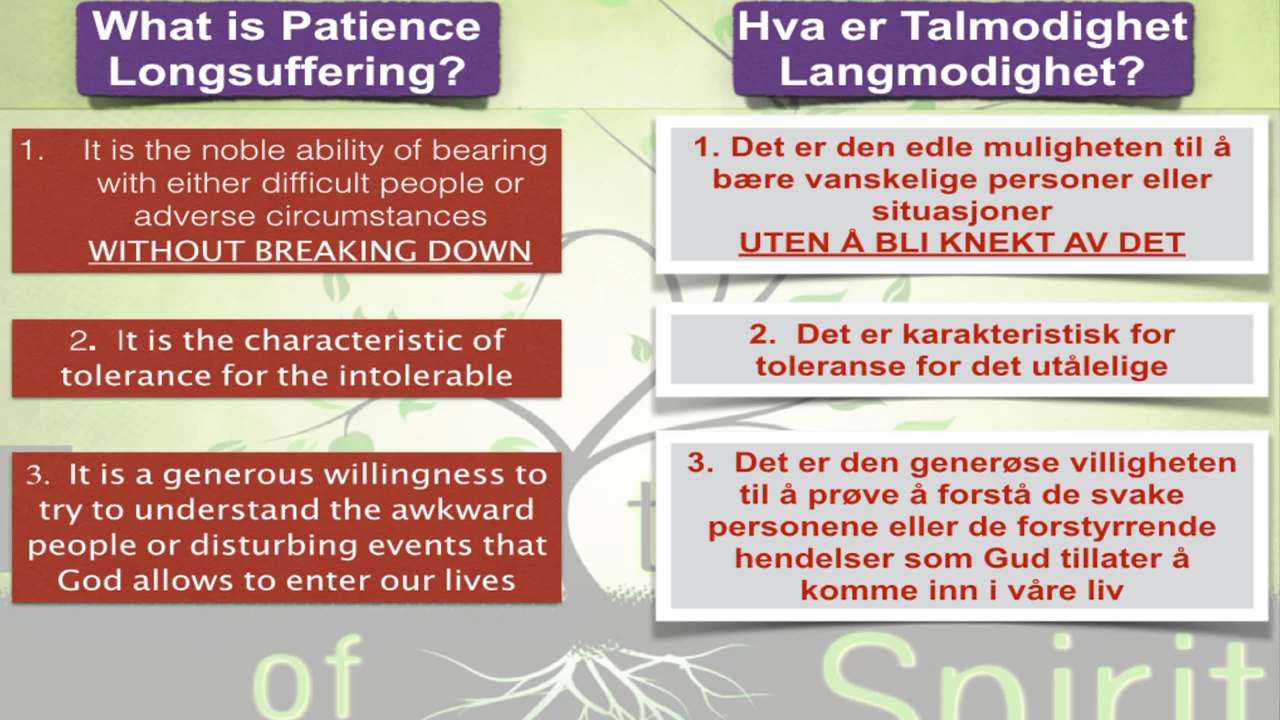 What is Patience
Longsuffering?
1. It is the noble ability of bearing
with either difficult people or
adverse circumstances
WITHOUT BREAKING DOWN
2. It is the characteristic of
tolerance for the intolerable
3. It is a generous willingness to
try to understand the awkward
people or disturbing events that
God allows to enter our lives
Hva er Talmodighet
Langmodighet?
1. Det er den edle muligheten til å
bære vanskelige personer eller
situasjoner
UTEN Å BLI KNEKT AV DET
2. Det er karakteristisk for
toleranse for det utålelige
3. Det er den generøse villigheten
til å prøve å forstå de svake
personene eller de forstyrrende
hendelser som Gud tillater å
komme inn i våre liv
of Spirit